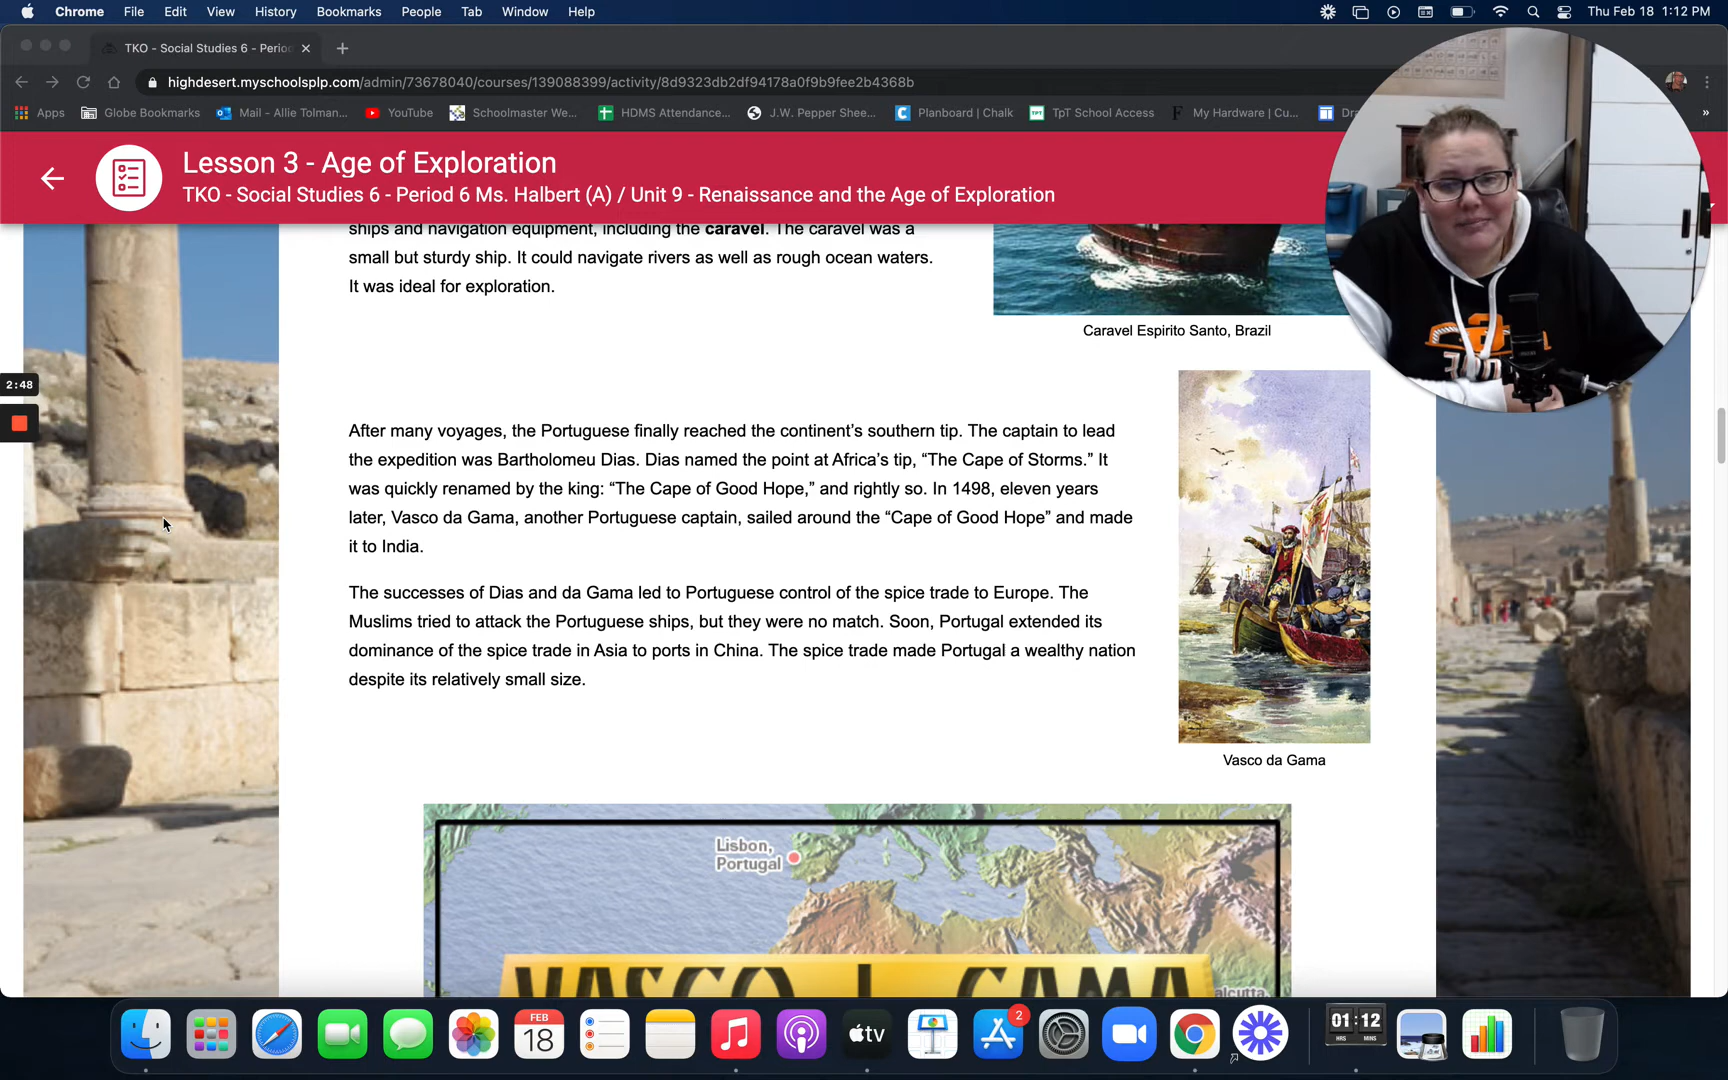 Chrome File Edit View History Bookmarks People Tab Window Help Thu Feb 18 1:12 PM
TKO - Social Studies 6 - Perio
highdesert.myschoolsplp.com/admin/73678040/courses/139088399/activity/8d9323db2df94178a0f9b9fee2b4368b
Apps Globe Bookmarks Mail – Allie Tolman... YouTube Schoolmaster We... HDMS Attendance... J.W. Pepper Shee... Planboard | Chalk TpT School Access My Hardware | Cu... Dra »
Lesson 3 - Age of Exploration
TKO - Social Studies 6 - Period 6 Ms. Halbert (A) / Unit 9 - Renaissance and the Age of Exploration
ships and navigation equipment, including the caravel. The caravel was a
small but sturdy ship. It could navigate rivers as well as rough ocean waters.
It was ideal for exploration.
Caravel Espirito Santo, Brazil
2:48
After many voyages, the Portuguese finally reached the continent’s southern tip. The captain to lead
the expedition was Bartholomeu Dias. Dias named the point at Africa’s tip, “The Cape of Storms.” It
was quickly renamed by the king: “The Cape of Good Hope,” and rightly so. In 1498, eleven years
later, Vasco da Gama, another Portuguese captain, sailed around the “Cape of Good Hope” and made
it to India.
The successes of Dias and da Gama led to Portuguese control of the spice trade to Europe. The
Muslims tried to attack the Portuguese ships, but they were no match. Soon, Portugal extended its
dominance of the spice trade in Asia to ports in China. The spice trade made Portugal a wealthy nation
despite its relatively small size.
Vasco da Gama
Lisbon,
Portugal
VASCO GAMA
alcutta,
FEB
18
tv
2
01:12
HRS MINS